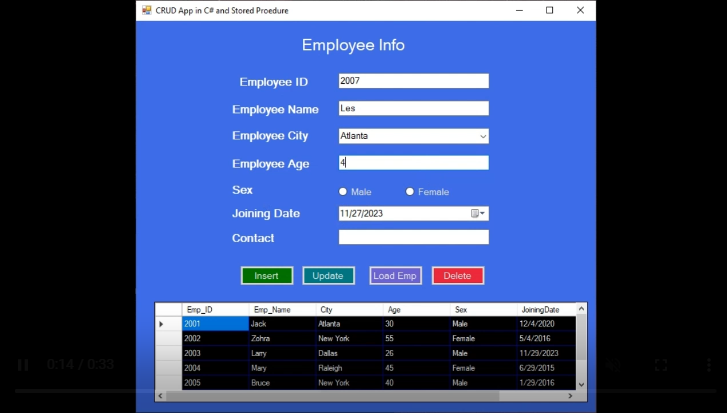 CRUD App in C# and Stored Proedure
Employee Info
Employee ID 2007
Employee Name Les
Employee City Atlanta
Employee Age 4
Sex Male Female
Joining Date 11/27/2023
Contact
Insert Update Load Emp Delete
Emp_ID Emp_Name City Age Sex JoiningDate
2001 Jack Atlanta 30 Male 12/4/2020
2002 Zohra New York 55 Female 5/4/2016
2003 Larry Dallas 26 Male 11/29/2023
2004 Mary Raleigh 45 Female 6/29/2015
2005 Bruce New York 40 Male 1/29/2016
0:14 / 0:33